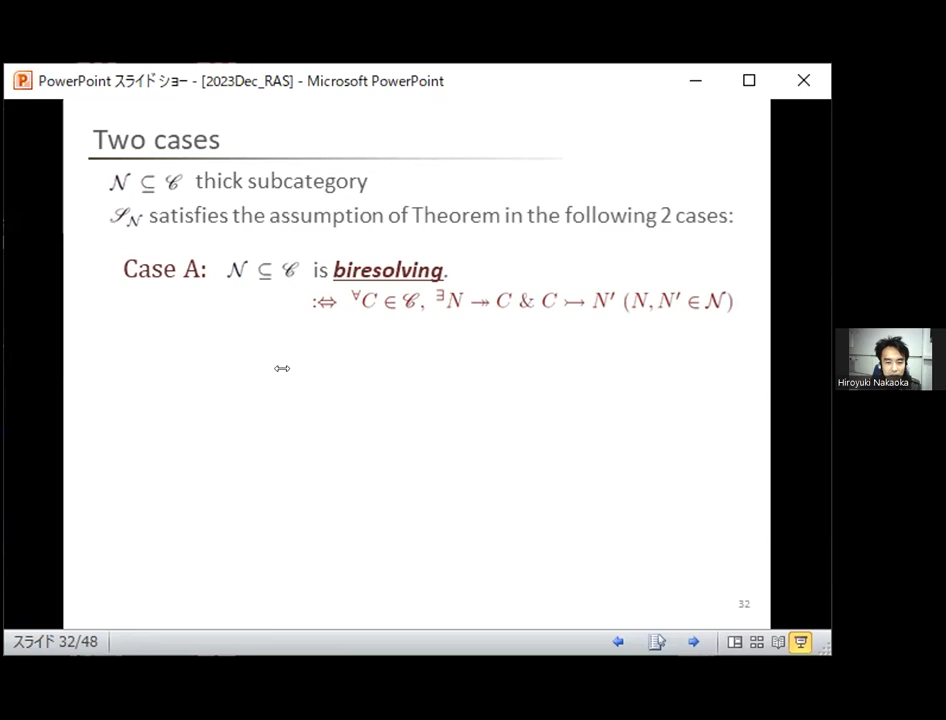 PowerPoint スライド ショー - [2023Dec_RAS] - Microsoft PowerPoint
Two cases
𝒩 ⊆ 𝒞 thick subcategory
𝒮_𝒩 satisfies the assumption of Theorem in the following 2 cases:
Case A: 𝒩 ⊆ 𝒞 is biresolving.
:⇔ ∀C ∈ 𝒞, ∃N ↠ C & C ↣ N′ (N, N′ ∈ 𝒩)
Hiroyuki Nakaoka
32
スライド 32/48